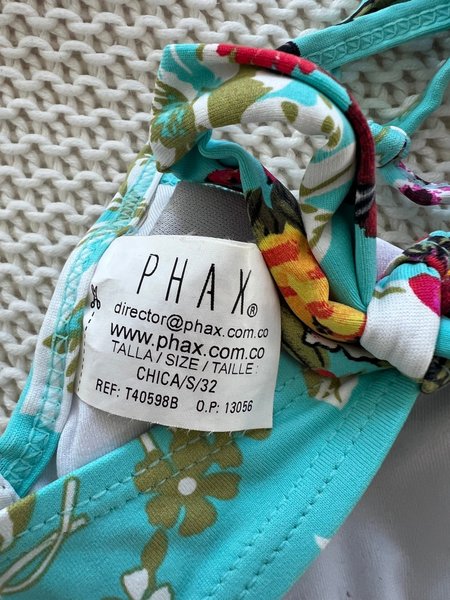 PHAX®
director@phax.com.co
www.phax.com.co
TALLA / SIZE / TAILLE :
CHICA/S/32
REF: T40598B O.P: 13056